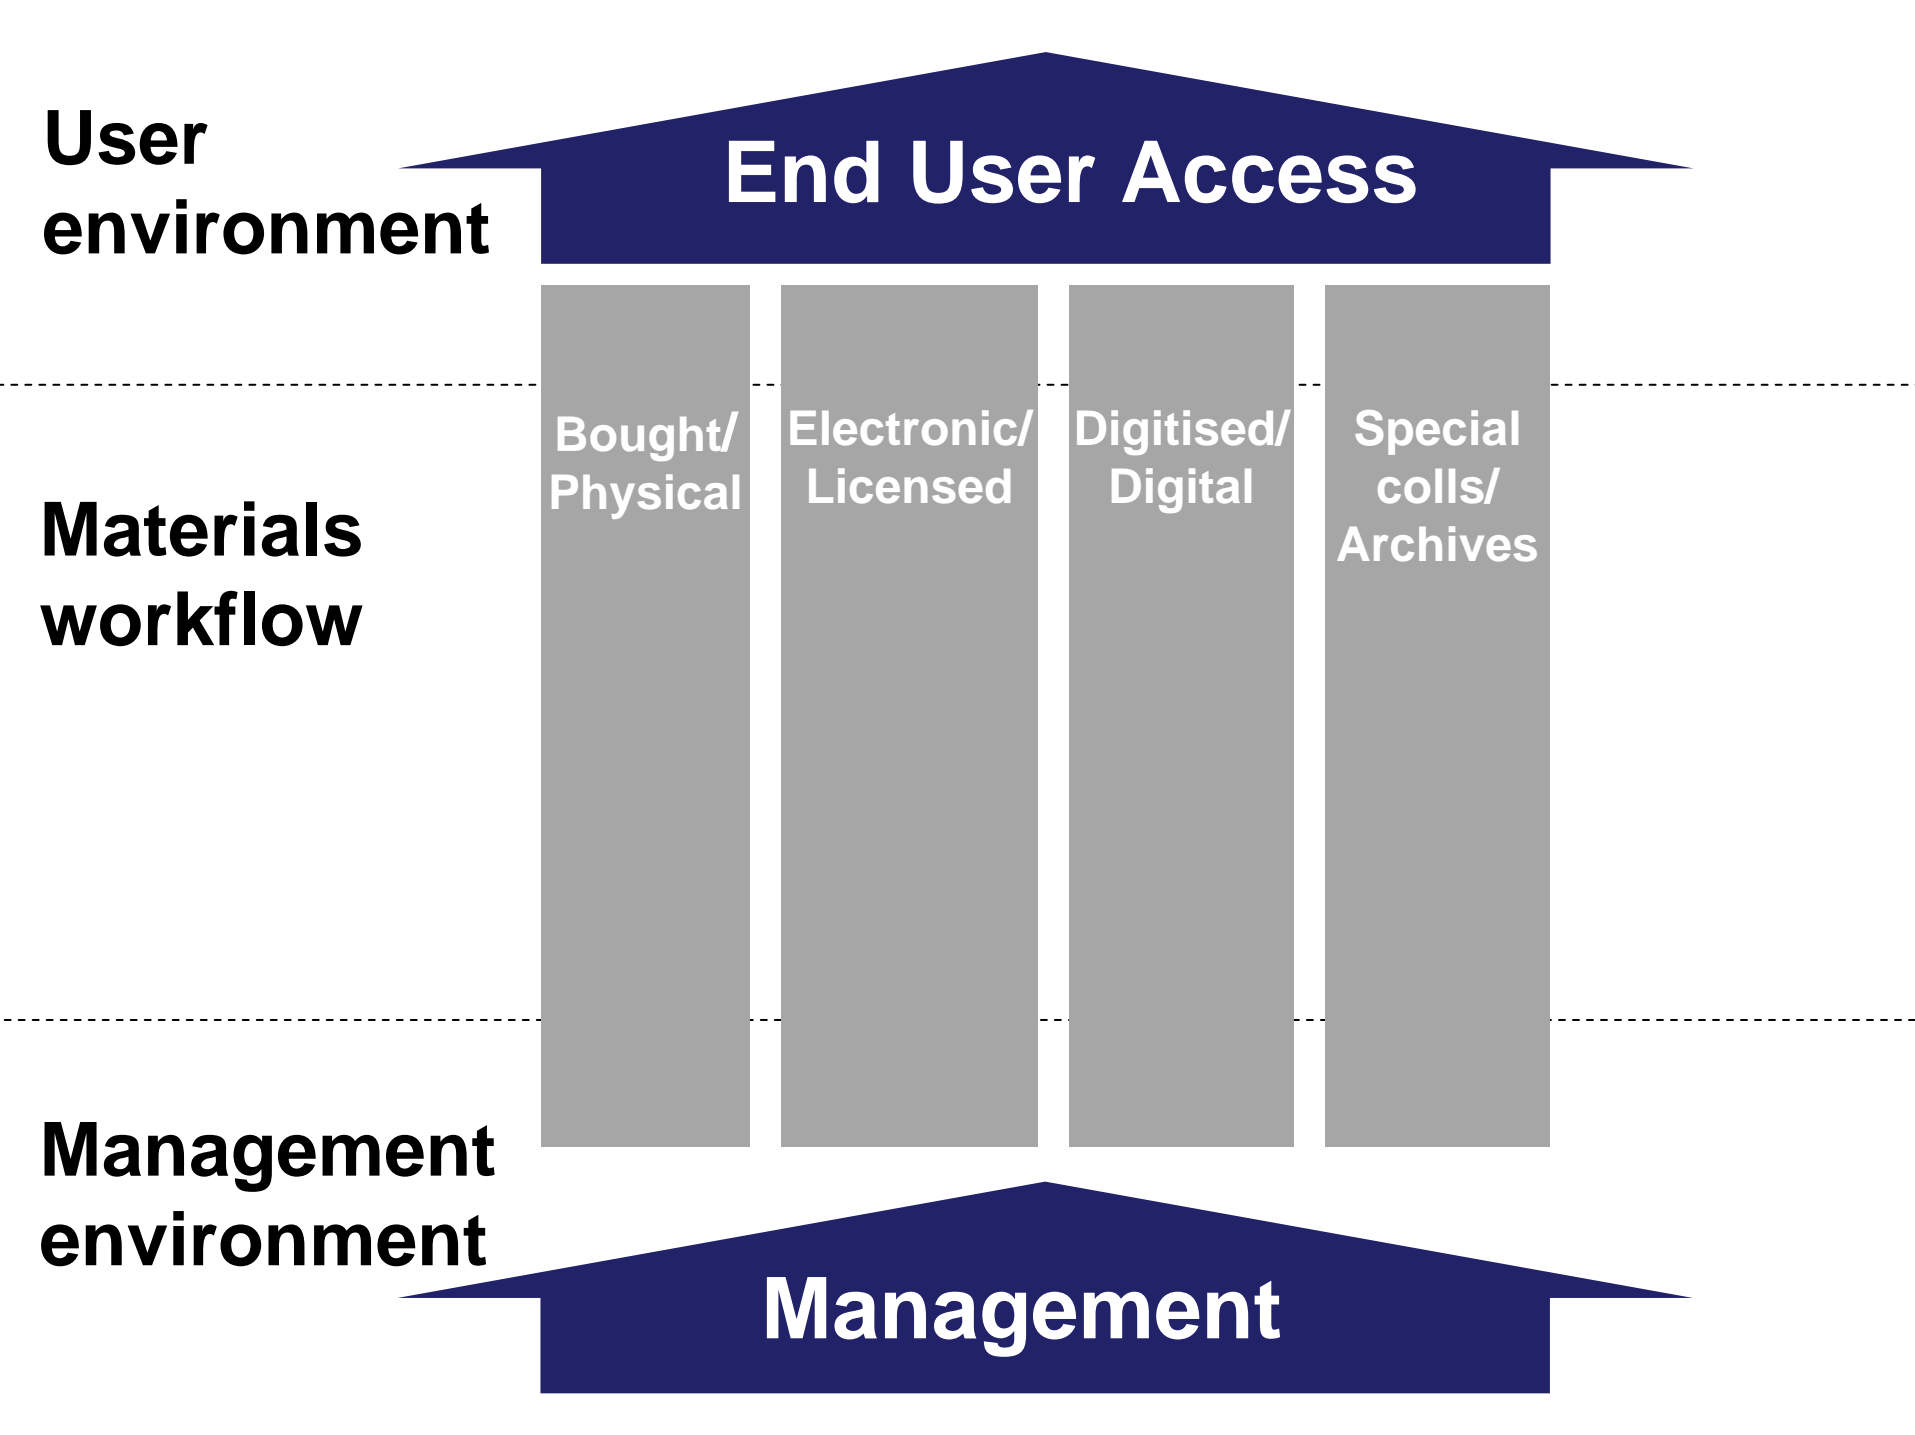 User
environment
End User Access
Bought/
Physical
Electronic/
Licensed
Digitised/
Digital
Special
colls/
Archives
Materials
workflow
Management
environment
Management